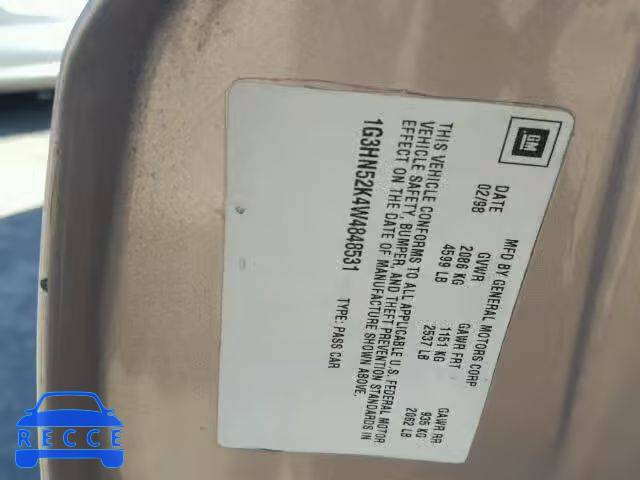 GM
MFD BY GENERAL MOTORS CORP
DATE GVWR GAWR FRT GAWR RR
02/98 2086 KG 1151 KG 935 KG
4599 LB 2537 LB 2062 LB
THIS VEHICLE CONFORMS TO ALL APPLICABLE U.S. FEDERAL MOTOR
VEHICLE SAFETY, BUMPER, AND THEFT PREVENTION STANDARDS IN
EFFECT ON THE DATE OF MANUFACTURE SHOWN ABOVE.
1G3HN52K4W4848531 TYPE: PASS CAR
RECCE